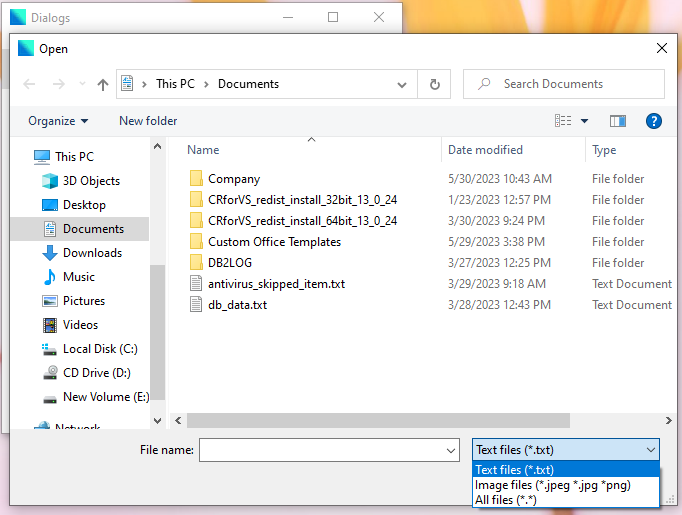 Dialogs
Open
This PC > Documents
Search Documents
Organize
New folder
?
Name Date modified Type
This PC
3D Objects
Desktop
Documents
Downloads
Music
Pictures
Videos
Local Disk (C:)
CD Drive (D:)
New Volume (E:)
Network
Company 5/30/2023 10:43 AM File folder
CRforVS_redist_install_32bit_13_0_24 1/23/2023 12:57 PM File folder
CRforVS_redist_install_64bit_13_0_24 3/30/2023 9:24 PM File folder
Custom Office Templates 5/29/2023 3:38 PM File folder
DB2LOG 3/27/2023 12:25 PM File folder
antivirus_skipped_item.txt 3/29/2023 9:18 AM Text Document
db_data.txt 3/28/2023 12:43 PM Text Document
File name:
Text files (*.txt)
Text files (*.txt)
Image files (*.jpeg *.jpg *png)
All files (*.*)